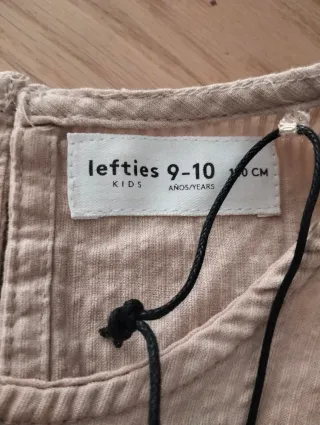 lefties 9-10
KIDS AÑOS/YEARS
CM